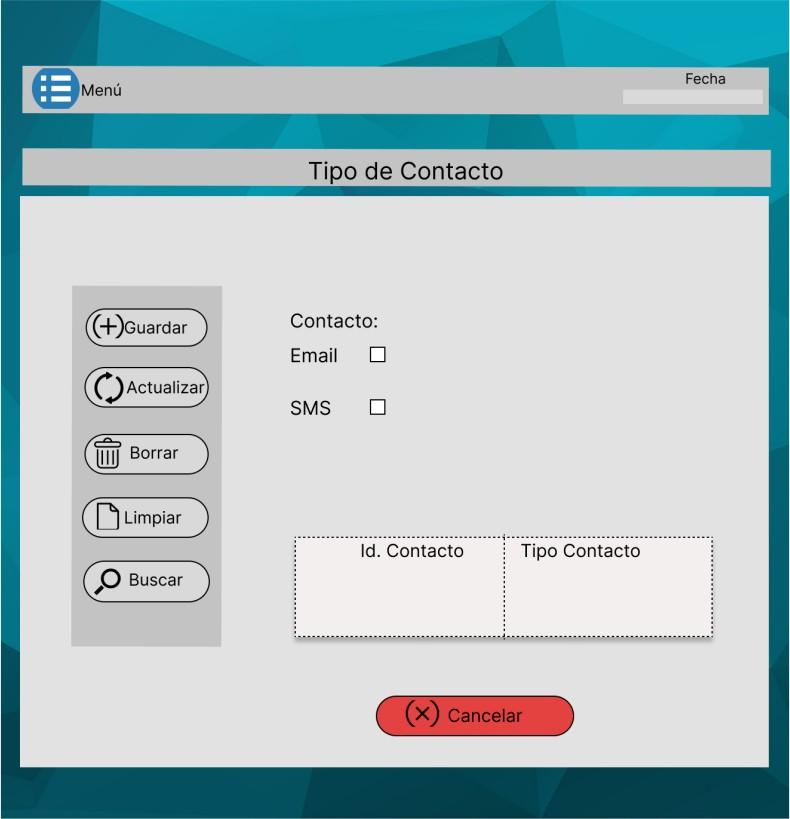 Menú
Fecha
Tipo de Contacto
Guardar
Actualizar
Borrar
Limpiar
Buscar
Contacto:
Email
SMS
Id. Contacto Tipo Contacto
Cancelar